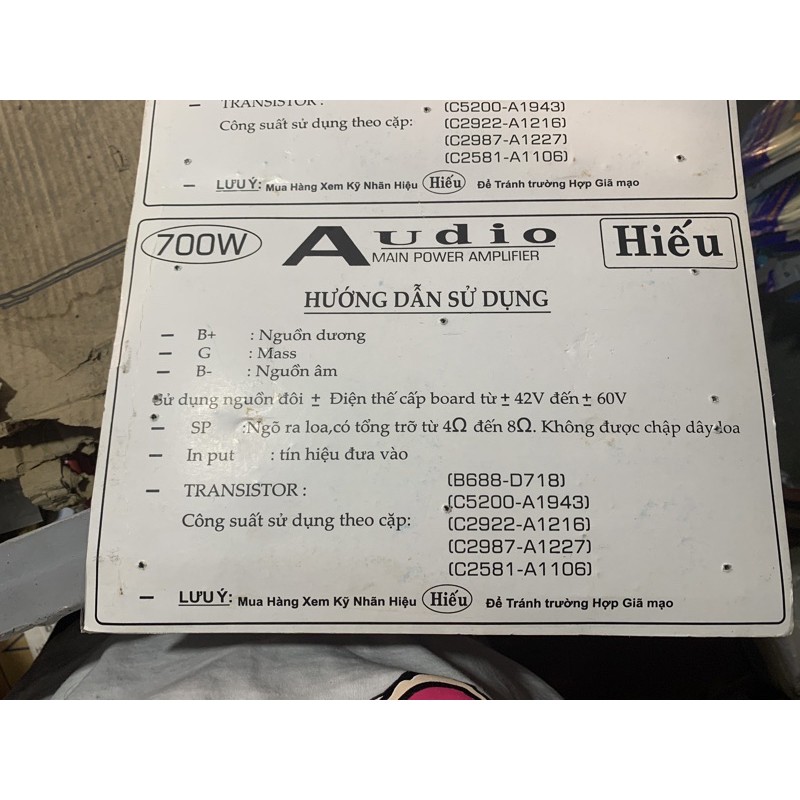 – TRANSISTOR :
(C5200-A1943)
Công suất sử dụng theo cặp: (C2922-A1216)
(C2987-A1227)
(C2581-A1106)
– LƯU Ý: Mua Hàng Xem Kỹ Nhãn Hiệu Hiếu Để Tránh trường Hợp Giã mạo
700W Audio Hiếu
MAIN POWER AMPLIFIER
HƯỚNG DẪN SỬ DỤNG
– B+ : Nguồn dương
– G : Mass
– B- : Nguồn âm
Sử dụng nguồn đôi ± Điện thế cấp board từ ± 42V đến ± 60V
– SP :Ngõ ra loa,có tổng trỡ từ 4Ω đến 8Ω. Không được chập dây loa
– In put : tín hiệu đưa vào
– TRANSISTOR : (B688-D718)
(C5200-A1943)
Công suất sử dụng theo cặp: (C2922-A1216)
(C2987-A1227)
(C2581-A1106)
– LƯU Ý: Mua Hàng Xem Kỹ Nhãn Hiệu Hiếu Để Tránh trường Hợp Giã mạo